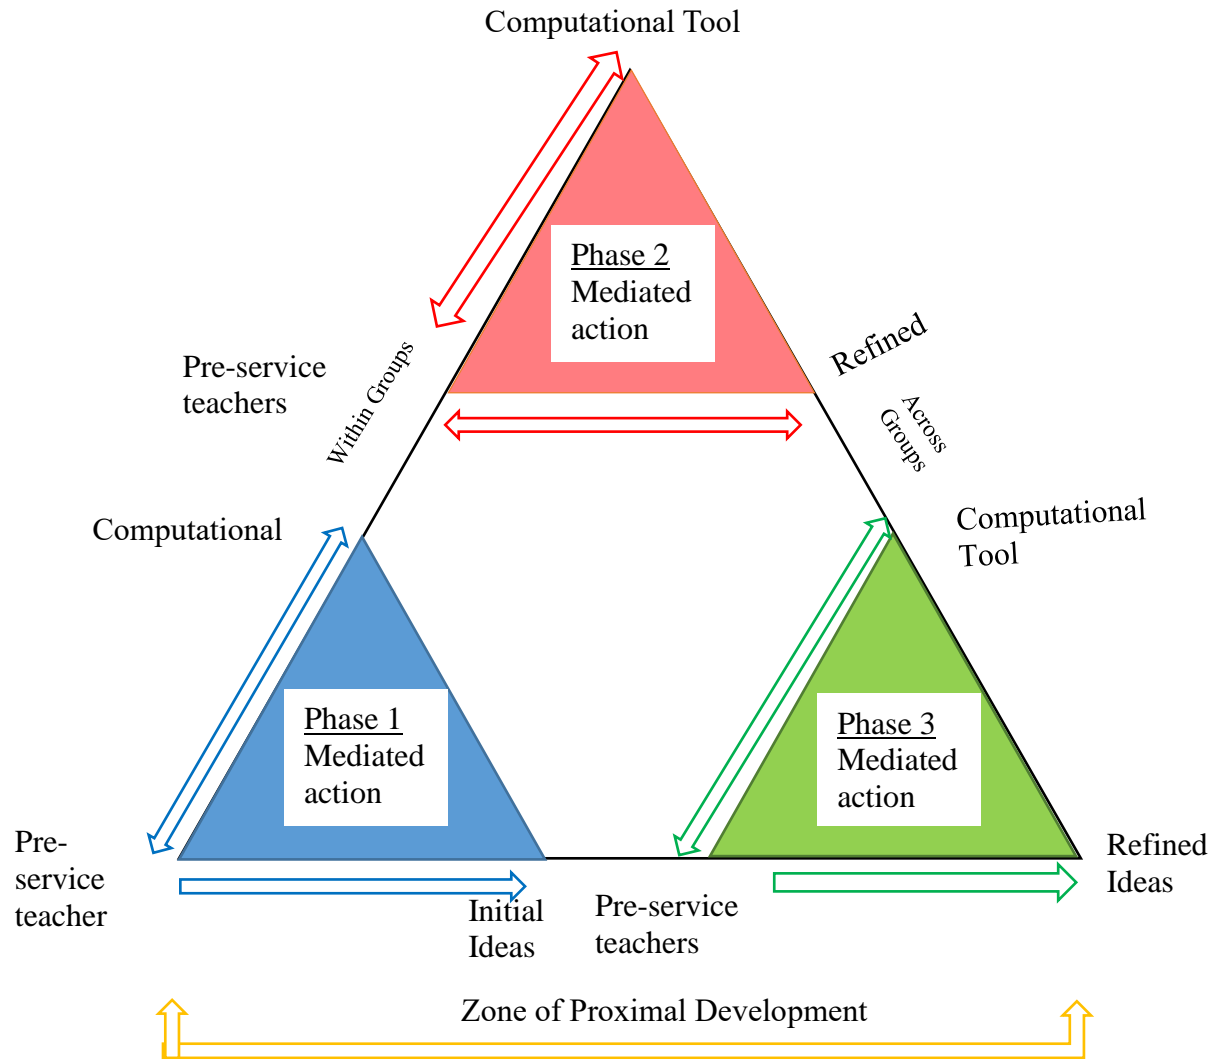 Computational Tool
Phase 2
Mediated
action
Refined
Pre-service
teachers
Within Groups
Across
Groups
Computational
Computational
Tool
Phase 1
Mediated
action
Phase 3
Mediated
action
Pre-
service
teacher
Refined
Ideas
Initial
Ideas
Pre-service
teachers
Zone of Proximal Development